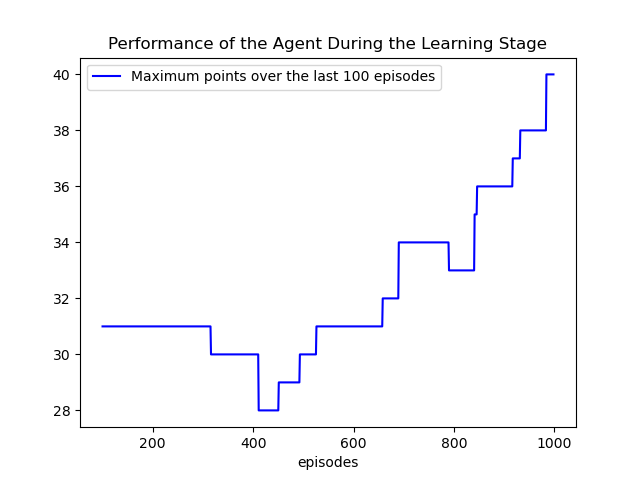 Performance of the Agent During the Learning Stage
Maximum points over the last 100 episodes
40
38
36
34
32
30
28
200 400 600 800 1000
episodes